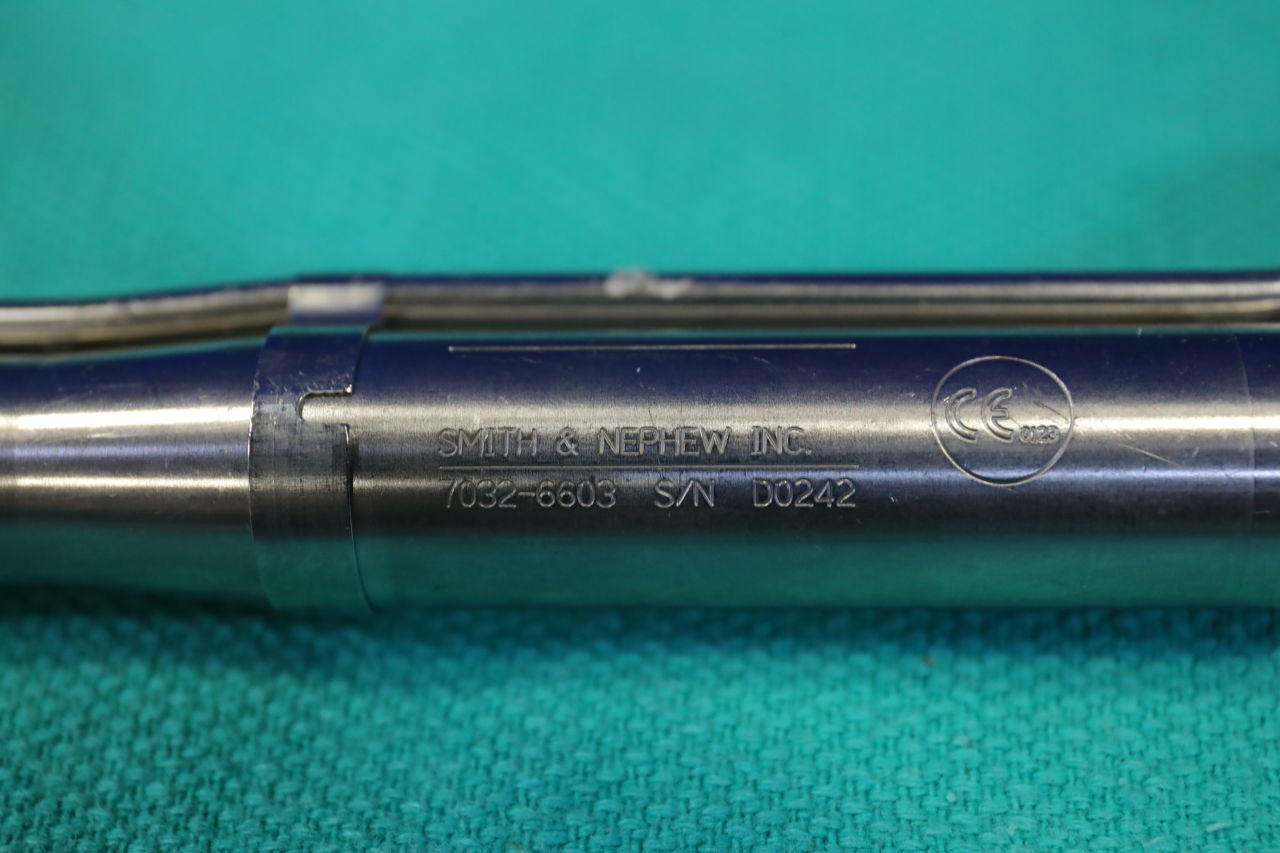 SMITH & NEPHEW INC.
7032-6603 S/N D0242
CE 0123